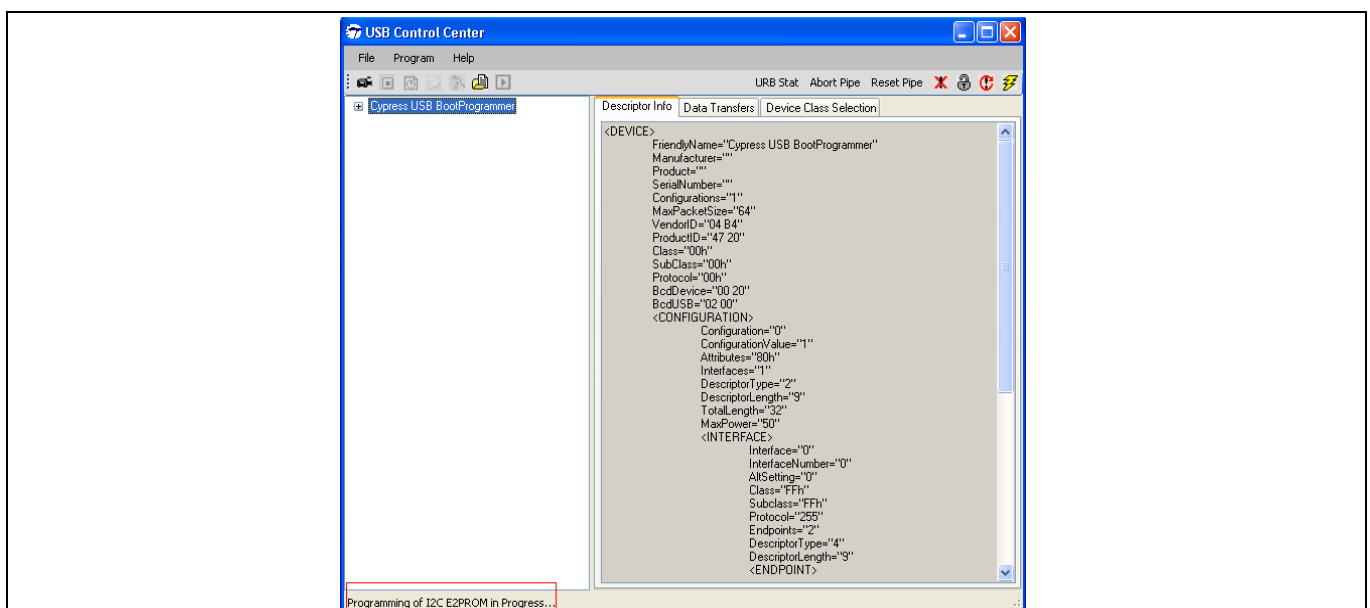 USB Control Center
File Program Help
URB Stat Abort Pipe Reset Pipe
Cypress USB BootProgrammer
Descriptor Info Data Transfers Device Class Selection
<DEVICE>
FriendlyName="Cypress USB BootProgrammer"
Manufacturer=""
Product=""
SerialNumber=""
Configurations="1"
MaxPacketSize="64"
VendorID="04 B4"
ProductID="47 20"
Class="00h"
SubClass="00h"
Protocol="00h"
BcdDevice="00 20"
BcdUSB="02 00"
<CONFIGURATION>
Configuration="0"
ConfigurationValue="1"
Attributes="80h"
Interfaces="1"
DescriptorType="2"
DescriptorLength="9"
TotalLength="32"
MaxPower="50"
<INTERFACE>
Interface="0"
InterfaceNumber="0"
AltSetting="0"
Class="FFh"
Subclass="FFh"
Protocol="255"
Endpoints="2"
DescriptorType="4"
DescriptorLength="9"
<ENDPOINT>
Programming of I2C E2PROM in Progress...